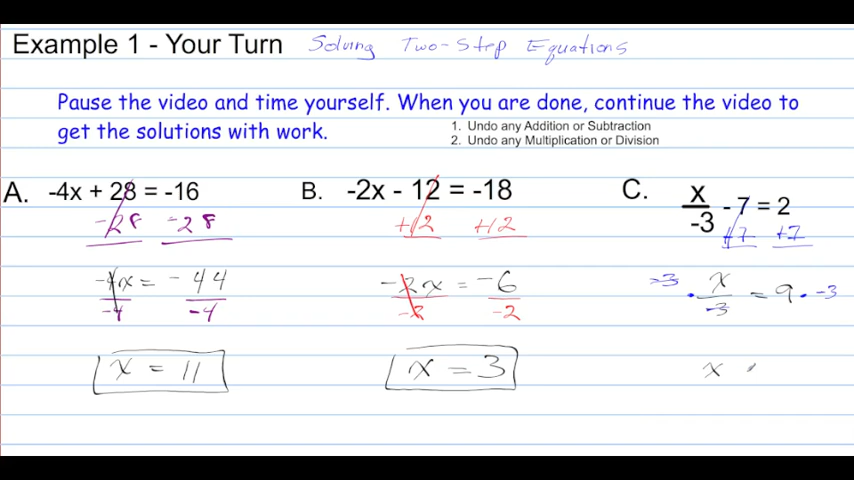 Example 1 - Your Turn Solving Two-Step Equations
Pause the video and time yourself. When you are done, continue the video to
get the solutions with work.
1. Undo any Addition or Subtraction
2. Undo any Multiplication or Division
A. -4x + 28 = -16
-28 -28
-4x = -44
-4 -4
x = 11
B. -2x - 12 = -18
+12 +12
-2x = -6
-2 -2
x = 3
C. x/-3 - 7 = 2
+7 +7
-3 · x/-3 = 9 · -3
x